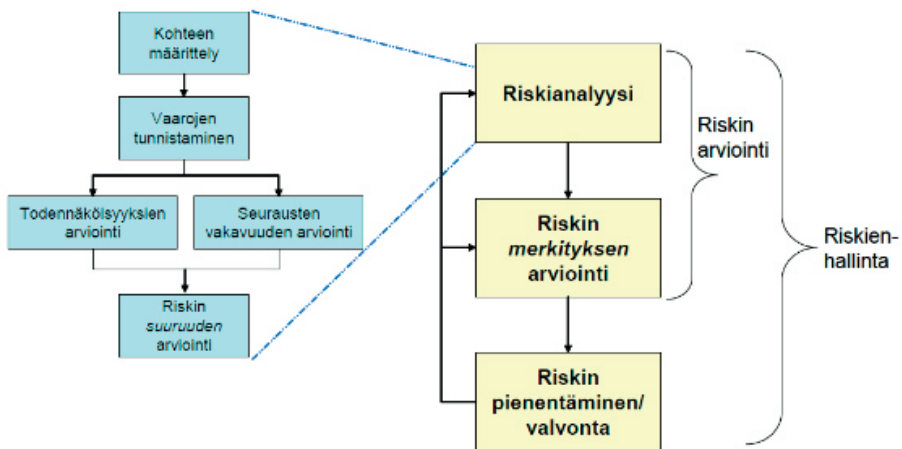 Kohteen
määrittely
Vaarojen
tunnistaminen
Todennäköisyyksien
arviointi
Seurausten
vakavuuden arviointi
Riskin
suuruuden
arviointi
Riskianalyysi
Riskin
merkityksen
arviointi
Riskin
pienentäminen/
valvonta
Riskin
arviointi
Riskien-
hallinta